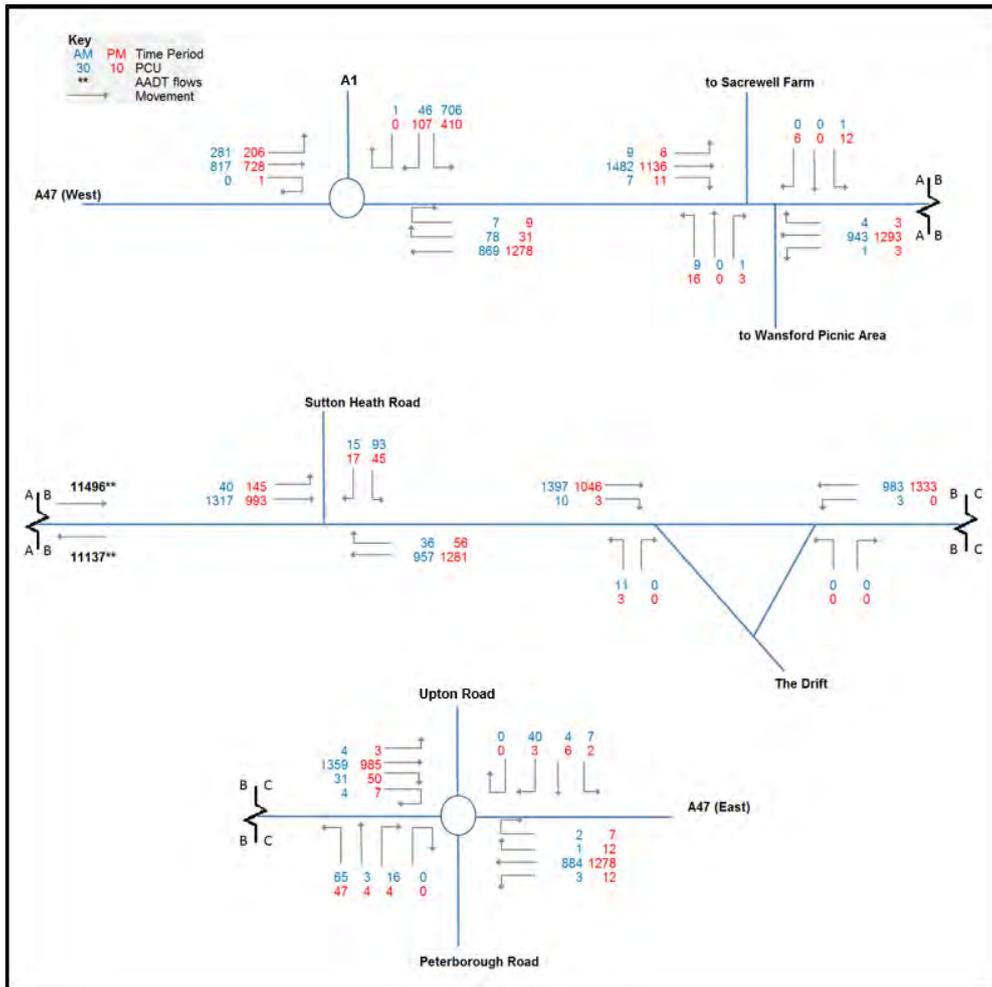 Key
AM PM Time Period
30 10 PCU
** AADT flows
Movement
A1
to Sacrewell Farm
1 46 706
0 107 410
0 0 1
6 0 12
281 206
817 728
0 1
9 8
1482 1136
7 11
A47 (West)
A B
A B
7 9
78 31
869 1278
4 3
943 1293
1 3
9 0 1
16 0 3
to Wansford Picnic Area
Sutton Heath Road
15 93
17 45
11496**
40 145
1317 993
1397 1046
10 3
983 1333
3 0
A B
B C
A B
B C
11137**
36 56
957 1281
11 0
3 0
0 0
0 0
The Drift
Upton Road
0 40 4 7
0 3 6 2
4 3
1359 985
31 50
4 7
B C
A47 (East)
B C
2 7
1 12
884 1278
3 12
65 3 16 0
47 4 4 0
Peterborough Road